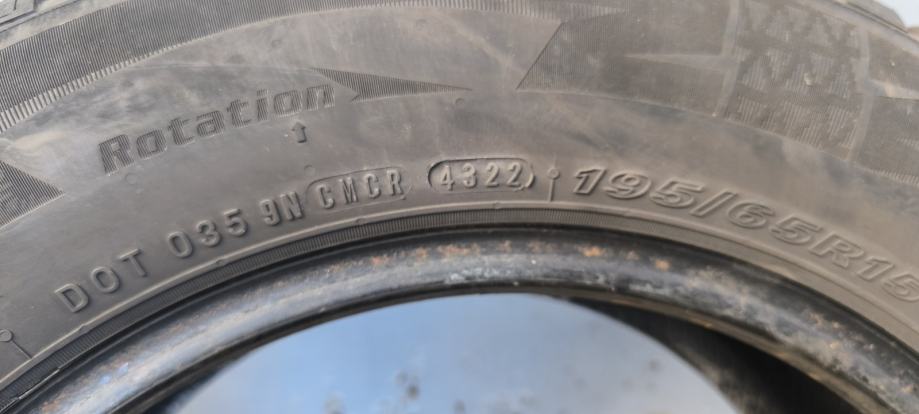 Rotation
DOT 035 9N CMCR 4322 195/65R15